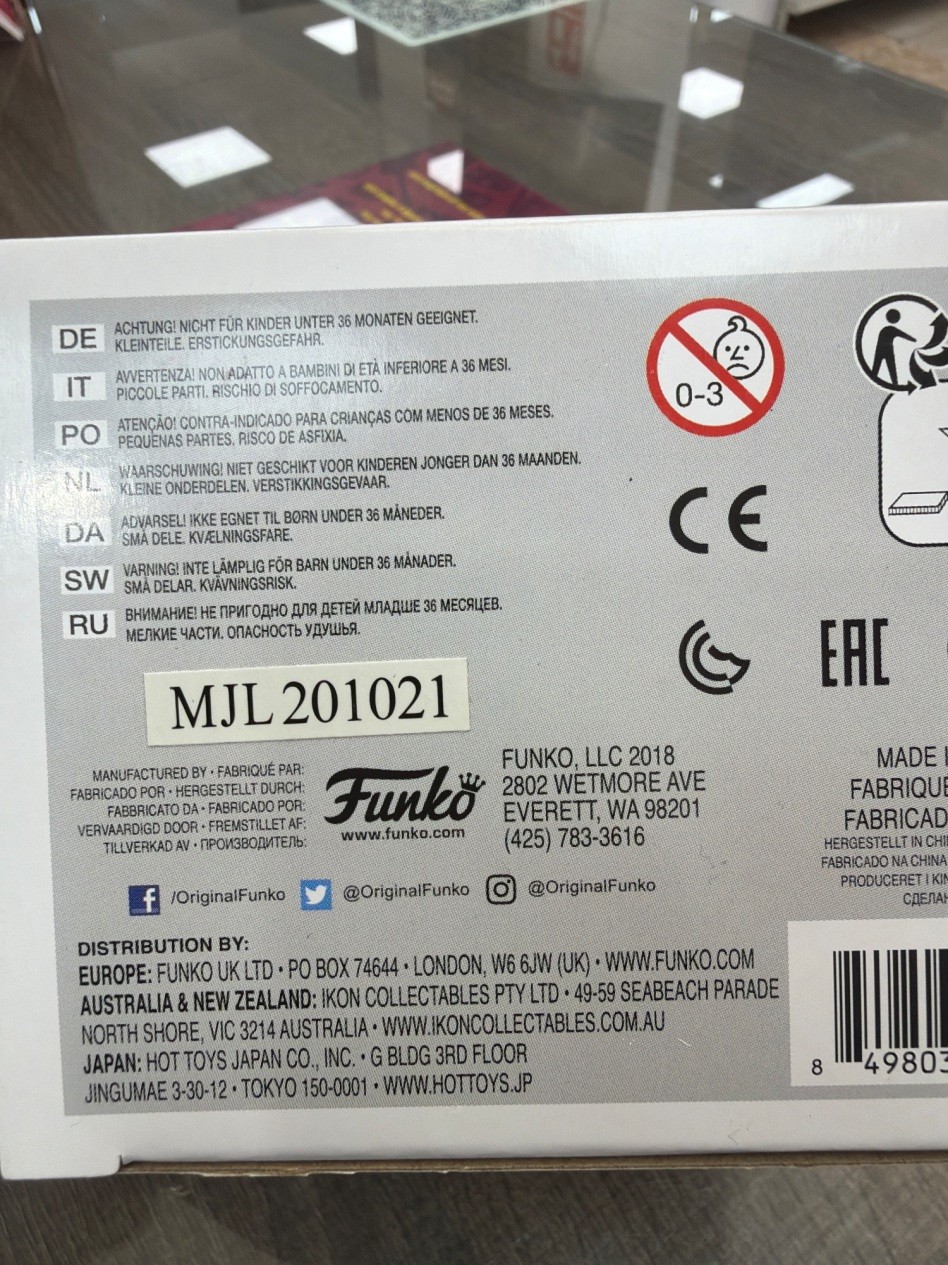 DE
ACHTUNG! NICHT FÜR KINDER UNTER 36 MONATEN GEEIGNET.
KLEINTEILE. ERSTICKUNGSGEFAHR.
IT
AVVERTENZA! NON ADATTO A BAMBINI DI ETÀ INFERIORE A 36 MESI.
PICCOLE PARTI. RISCHIO DI SOFFOCAMENTO.
PO
ATENÇÃO! CONTRA-INDICADO PARA CRIANÇAS COM MENOS DE 36 MESES.
PEQUENAS PARTES. RISCO DE ASFIXIA.
NL
WAARSCHUWING! NIET GESCHIKT VOOR KINDEREN JONGER DAN 36 MAANDEN.
KLEINE ONDERDELEN. VERSTIKKINGSGEVAAR.
DA
ADVARSEL! IKKE EGNET TIL BØRN UNDER 36 MÅNEDER.
SMÅ DELE. KVÆLNINGSFARE.
SW
VARNING! INTE LÄMPLIG FÖR BARN UNDER 36 MÅNADER.
SMÅ DELAR. KVÄVNINGSRISK.
RU
ВНИМАНИЕ! НЕ ПРИГОДНО ДЛЯ ДЕТЕЙ МЛАДШЕ 36 МЕСЯЦЕВ.
МЕЛКИЕ ЧАСТИ. ОПАСНОСТЬ УДУШЬЯ.
0-3
CE
EAC
MJL 201021
MANUFACTURED BY • FABRIQUÉ PAR:
FABRICADO POR • HERGESTELLT DURCH:
FABBRICATO DA • FABRICADO POR:
VERVAARDIGD DOOR • FREMSTILLET AF:
TILLVERKAD AV • ПРОИЗВОДИТЕЛЬ:
Funko
www.funko.com
FUNKO, LLC 2018
2802 WETMORE AVE
EVERETT, WA 98201
(425) 783-3616
MADE
FABRIQUÉ
FABRICAD
HERGESTELLT IN CHI
FABRICADO NA CHINA
PRODUCERET I KIN
СДЕЛАН
/OriginalFunko @OriginalFunko @OriginalFunko
DISTRIBUTION BY:
EUROPE: FUNKO UK LTD • PO BOX 74644 • LONDON, W6 6JW (UK) • WWW.FUNKO.COM
AUSTRALIA & NEW ZEALAND: IKON COLLECTABLES PTY LTD • 49-59 SEABEACH PARADE
NORTH SHORE, VIC 3214 AUSTRALIA • WWW.IKONCOLLECTABLES.COM.AU
JAPAN: HOT TOYS JAPAN CO., INC. • G BLDG 3RD FLOOR
JINGUMAE 3-30-12 • TOKYO 150-0001 • WWW.HOTTOYS.JP
8 49803